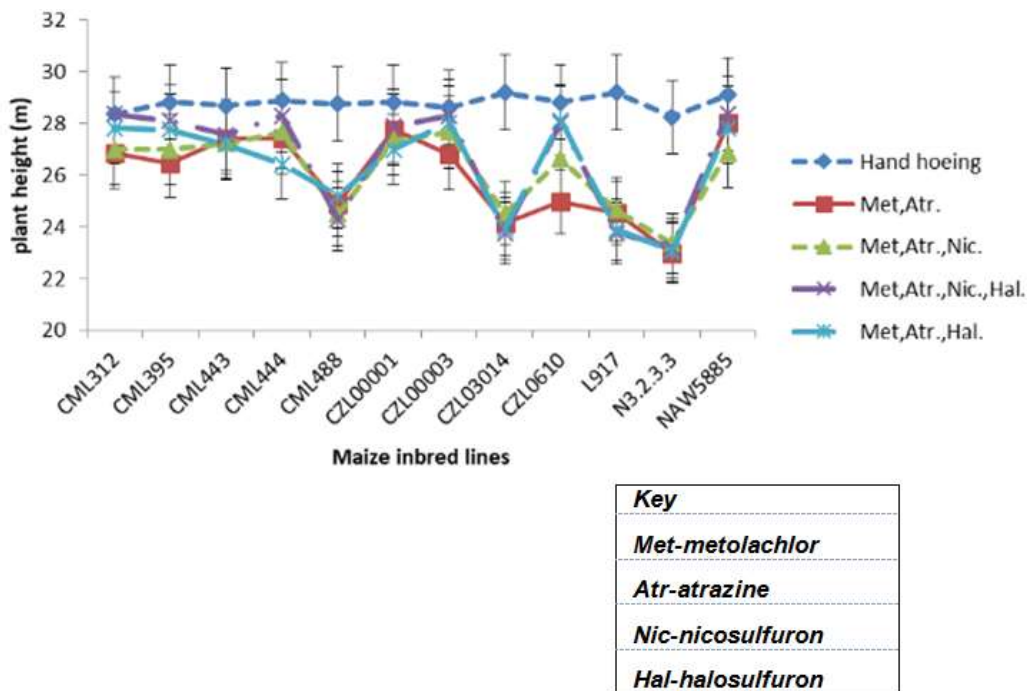 32
30
28
26
24
22
20
plant height (m)
CML312
CML395
CML443
CML444
CML488
CZL00001
CZL00003
CZL03014
CZL0610
L917
N3.2.3.3
NAW5885
Maize inbred lines
Hand hoeing
Met,Atr.
Met,Atr.,Nic.
Met,Atr.,Nic.,Hal.
Met,Atr.,Hal.
Key
Met-metolachlor
Atr-atrazine
Nic-nicosulfuron
Hal-halosulfuron